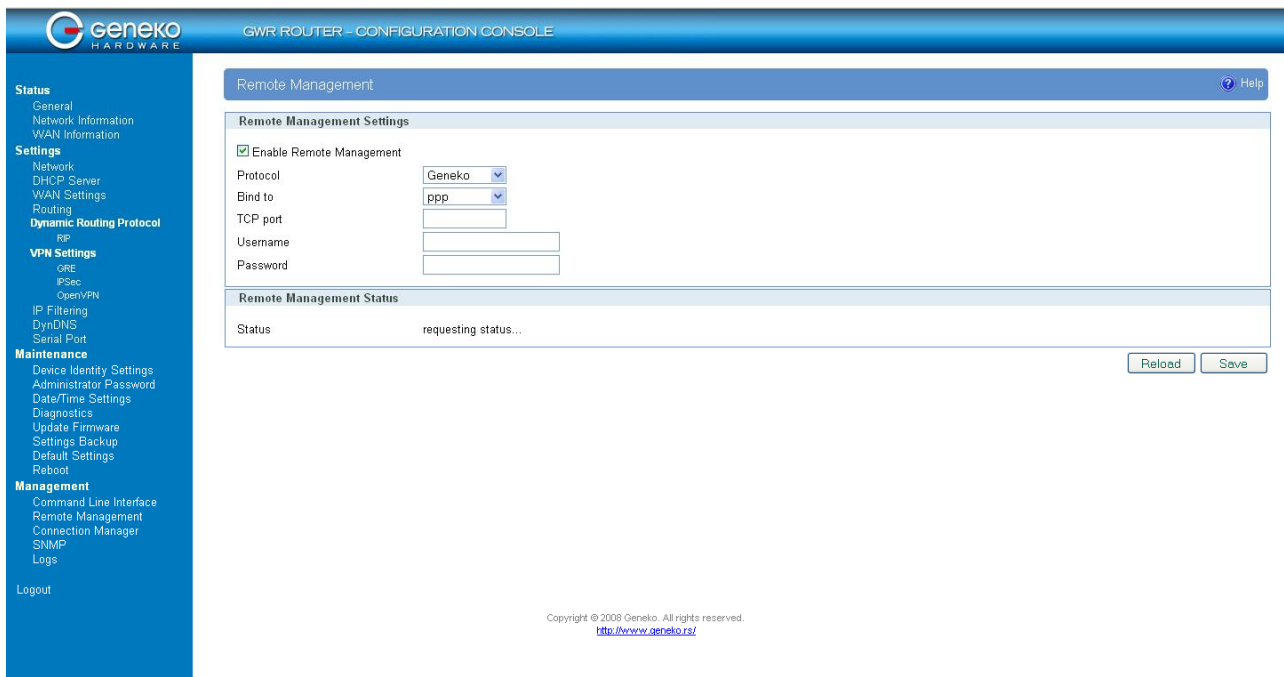 Geneko
HARDWARE
GWR ROUTER – CONFIGURATION CONSOLE
Status
General
Network Information
WAN Information
Settings
Network
DHCP Server
WAN Settings
Routing
Dynamic Routing Protocol
RIP
VPN Settings
GRE
IPSec
OpenVPN
IP Filtering
DynDNS
Serial Port
Maintenance
Device Identity Settings
Administrator Password
Date/Time Settings
Diagnostics
Update Firmware
Settings Backup
Default Settings
Reboot
Management
Command Line Interface
Remote Management
Connection Manager
SNMP
Logs
Logout
Remote Management
? Help
Remote Management Settings
Enable Remote Management
Protocol Geneko
Bind to ppp
TCP port
Username
Password
Remote Management Status
Status requesting status...
Reload Save
Copyright © 2008 Geneko. All rights reserved.
http://www.geneko.rs/